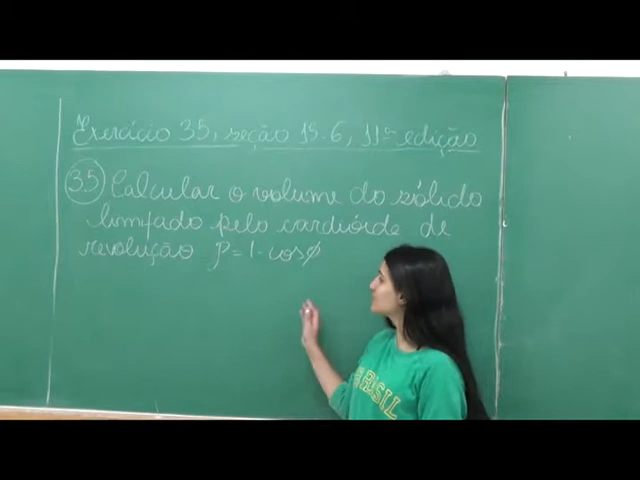 Exercício 35, seção 15.6, 11ª edição
35 Calcular o volume do sólido
limitado pelo cardióide de
revolução ρ = 1 - cosφ
BRASIL